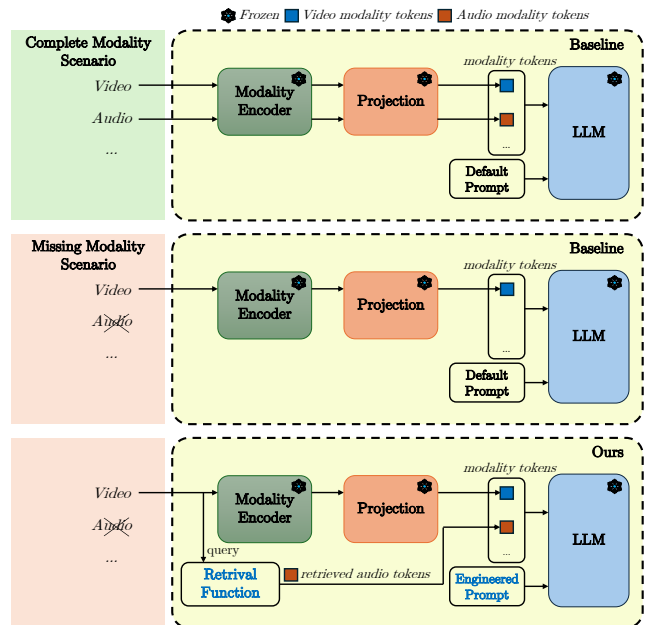 Frozen Video modality tokens Audio modality tokens
Complete Modality
Scenario
Video
Audio
...
Baseline
modality tokens
Modality
Encoder
Projection
...
LLM
Default
Prompt
Missing Modality
Scenario
Video
Audio
...
Baseline
modality tokens
Modality
Encoder
Projection
...
LLM
Default
Prompt
Video
Audio
...
Ours
modality tokens
Modality
Encoder
Projection
...
LLM
query
Retrival
Function
retrieved audio tokens
Engineered
Prompt